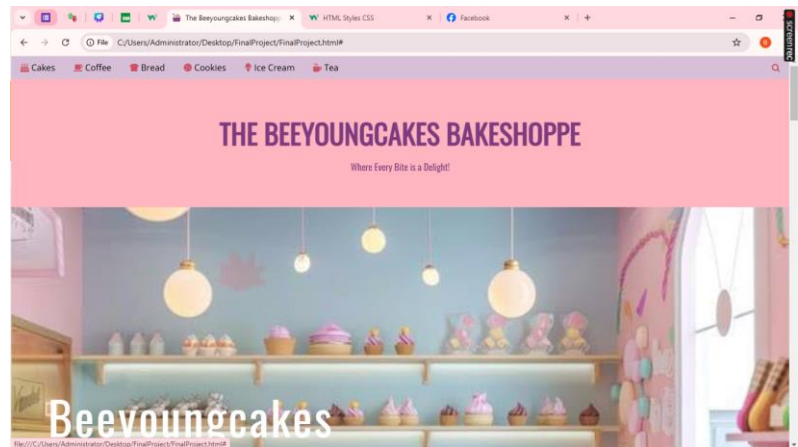 The Beeyoungcakes Bakeshopp
HTML Styles CSS
Facebook
File
C:/Users/Administrator/Desktop/FinalProject/FinalProject.html#
screenrec
Cakes
Coffee
Bread
Cookies
Ice Cream
Tea
THE BEEYOUNGCAKES BAKESHOPPE
Where Every Bite is a Delight!
Beeyoungcakes
file:///C:/Users/Administrator/Desktop/FinalProject/FinalProject.html#